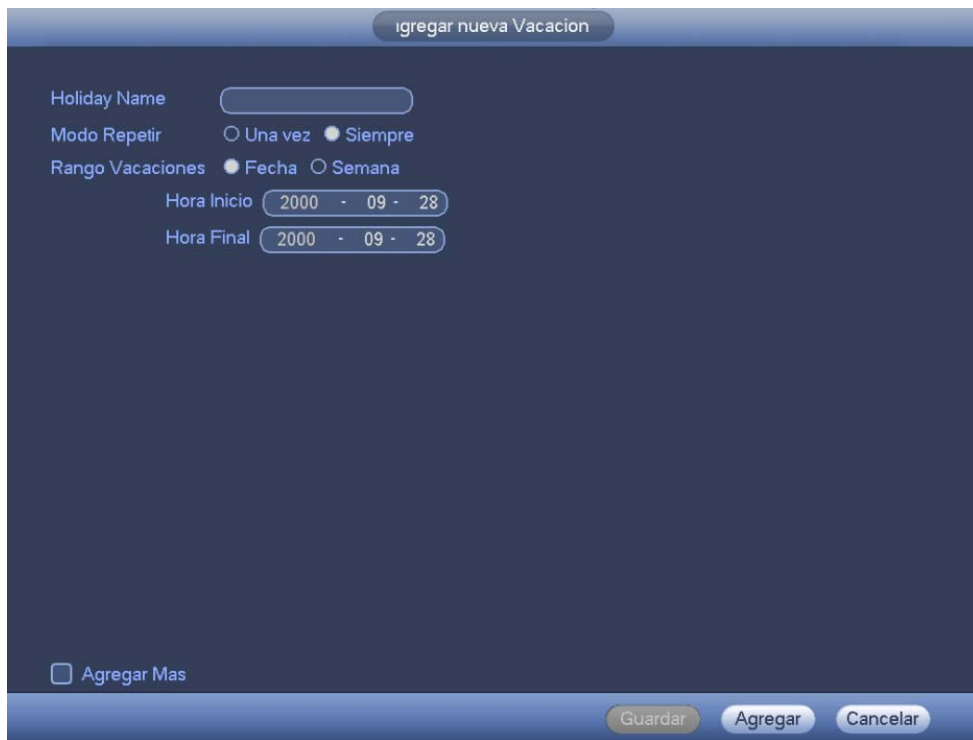 ıgregar nueva Vacacion
Holiday Name
Modo Repetir Una vez Siempre
Rango Vacaciones Fecha Semana
Hora Inicio 2000 - 09 - 28
Hora Final 2000 - 09 - 28
Agregar Mas
Guardar Agregar Cancelar